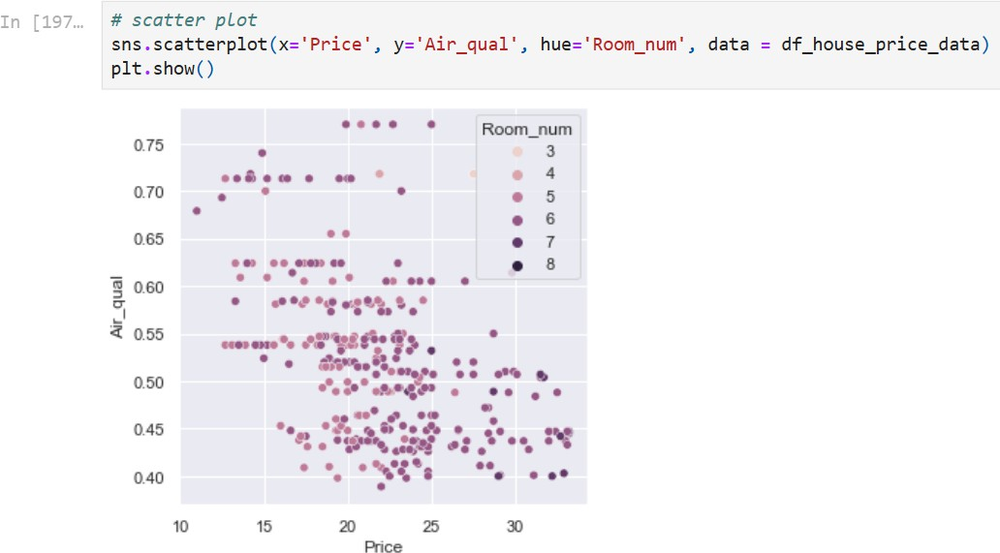 In [197…
# scatter plot
sns.scatterplot(x='Price', y='Air_qual', hue='Room_num', data = df_house_price_data)
plt.show()
Room_num
3
4
5
6
7
8
0.75
0.70
0.65
0.60
0.55
0.50
0.45
0.40
Air_qual
10 15 20 25 30
Price